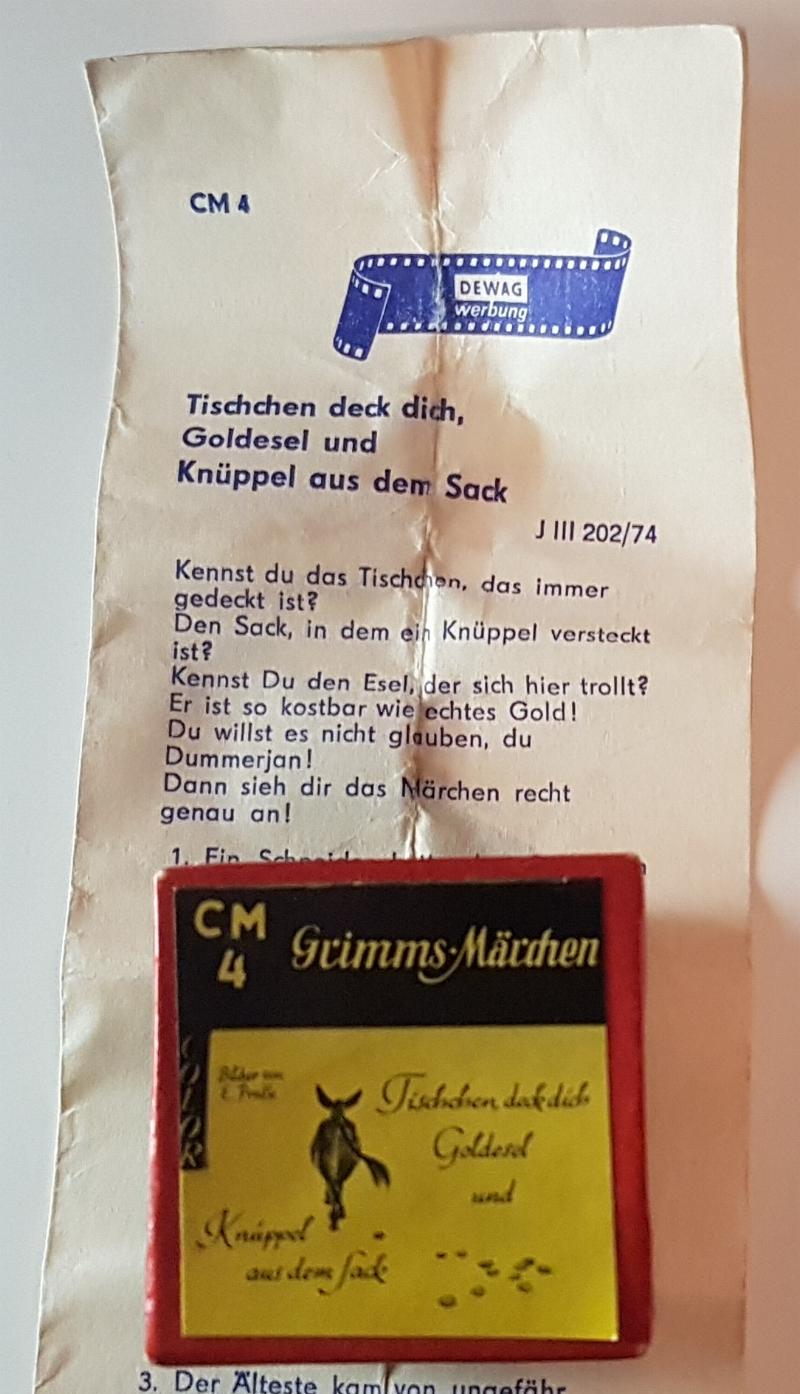 CM 4
DEWAG
werbung
Tischchen deck dich,
Goldesel und
Knüppel aus dem Sack
J III 202/74
Kennst du das Tischchen, das immer
gedeckt ist?
Den Sack, in dem ein Knüppel versteckt
ist?
Kennst Du den Esel, der sich hier trollt?
Er ist so kostbar wie echtes Gold!
Du willst es nicht glauben, du
Dummerjan!
Dann sieh dir das Märchen recht
genau an!
1. Ein
CM
4
Grimms-Märchen
COLOR
Bilder von
Tischchen deck dich
Goldesel
und
Knüppel
aus dem Sack
3. Der Älteste kam von ungefähr